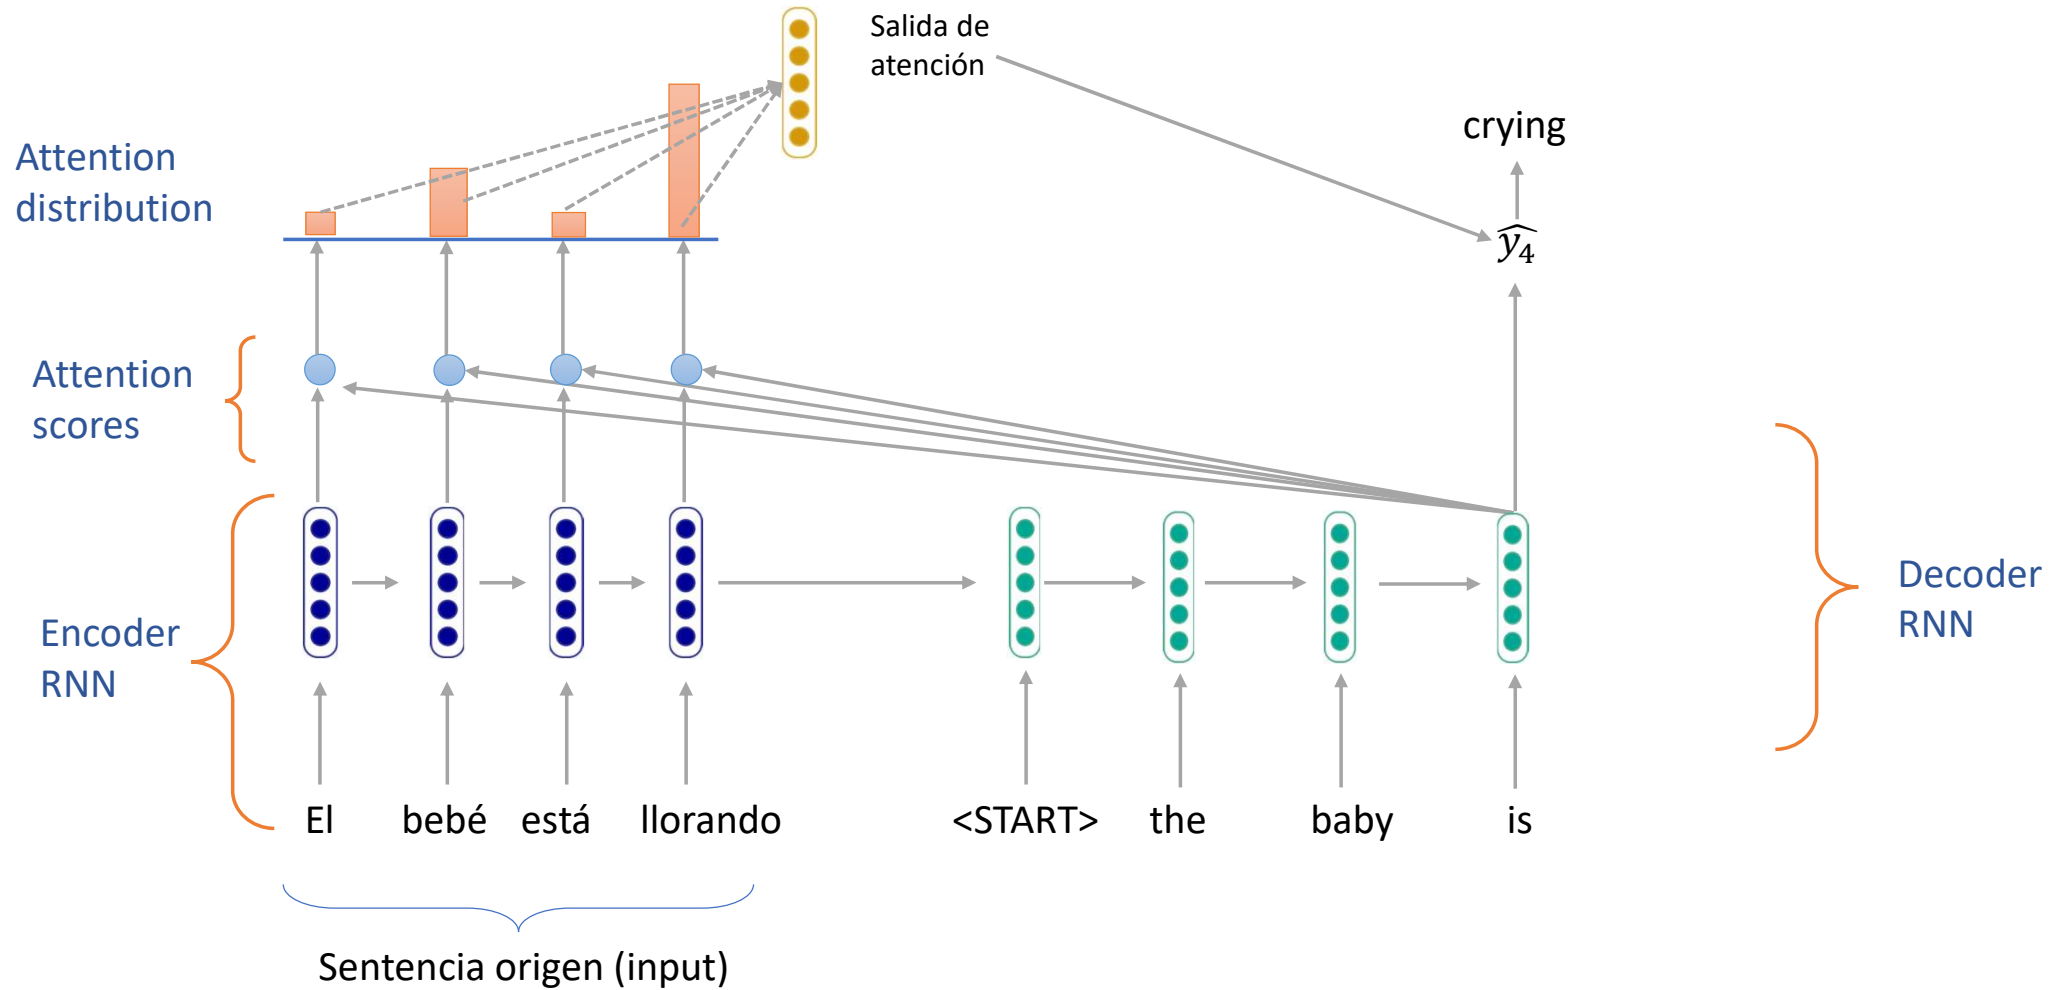 Salida de
atención
crying
Attention
distribution
ŷ₄
Attention
scores
Encoder
RNN
Decoder
RNN
El bebé está llorando <START> the baby is
Sentencia origen (input)